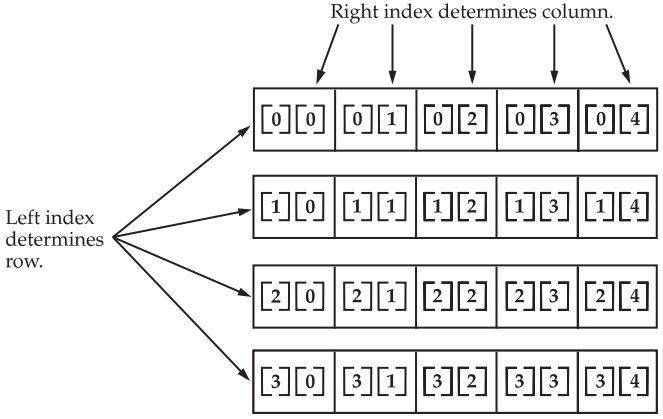 Right index determines column.
[0] [0] [0] [1] [0] [2] [0] [3] [0] [4]
[1] [0] [1] [1] [1] [2] [1] [3] [1] [4]
Left index
determines
row.
[2] [0] [2] [1] [2] [2] [2] [3] [2] [4]
[3] [0] [3] [1] [3] [2] [3] [3] [3] [4]